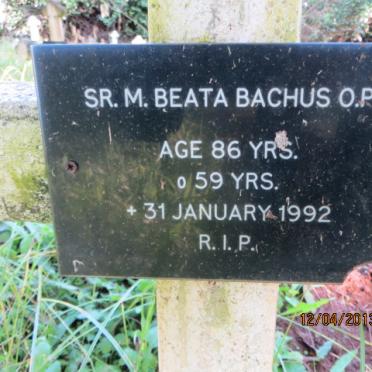 SR. M. BEATA BACHUS O.P
AGE 86 YRS.
o 59 YRS.
+ 31 JANUARY 1992
R.I.P.
12/04/2013